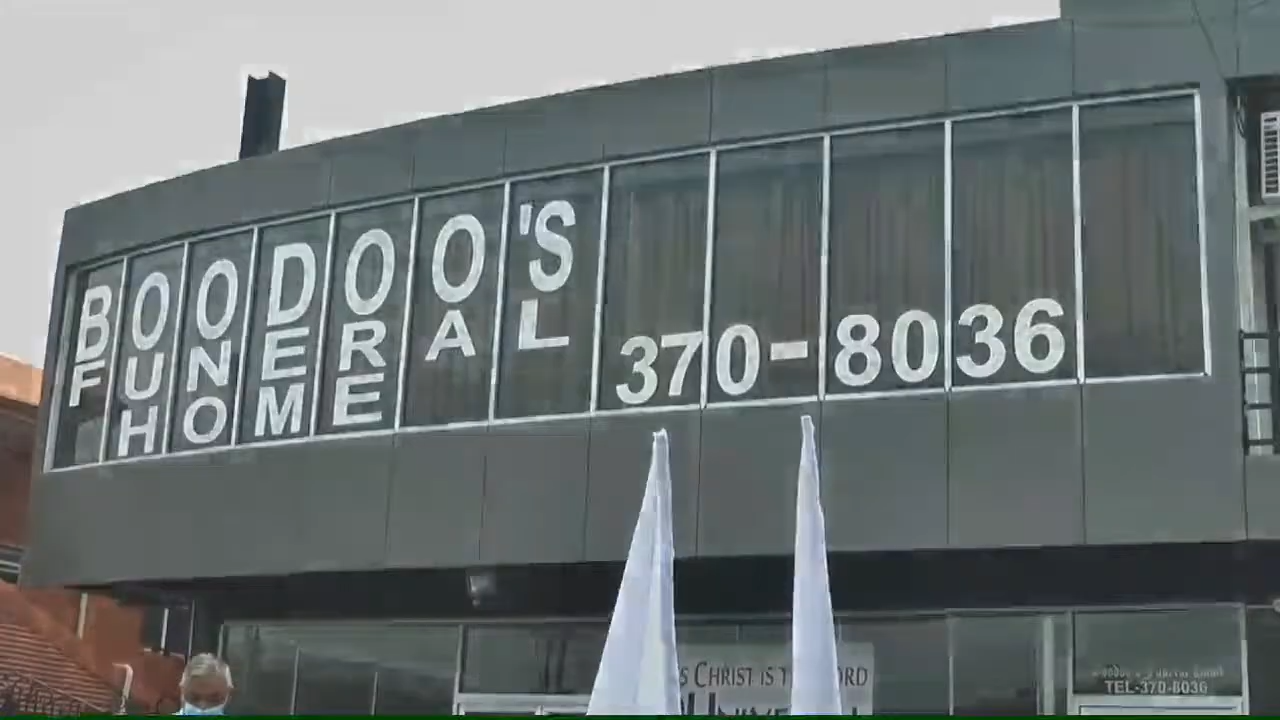 BOODOO'S
FUNERAL
HOME
370-8036
CHRIST IS
TEL-370-8036